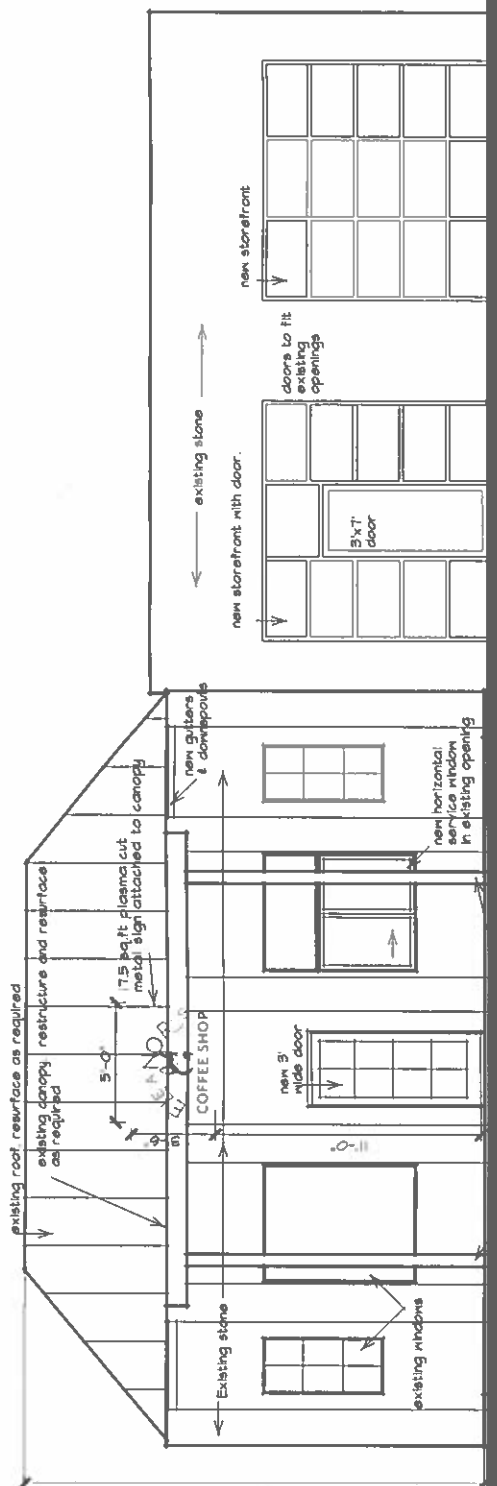 existing roof, resurface as required
existing canopy restructure and resurface
as required
5'-0"
17.5 sq.ft plasma cut
metal sign attached to canopy
COFFEE SHOP
3'-6"
Existing stone
11'-0"
existing windows
new 3'
wide door
new gutters
& downspouts
new horizontal
service window
in existing opening
existing stone
new storefront with door.
3'x7'
door
doors to fit
existing
openings
new storefront